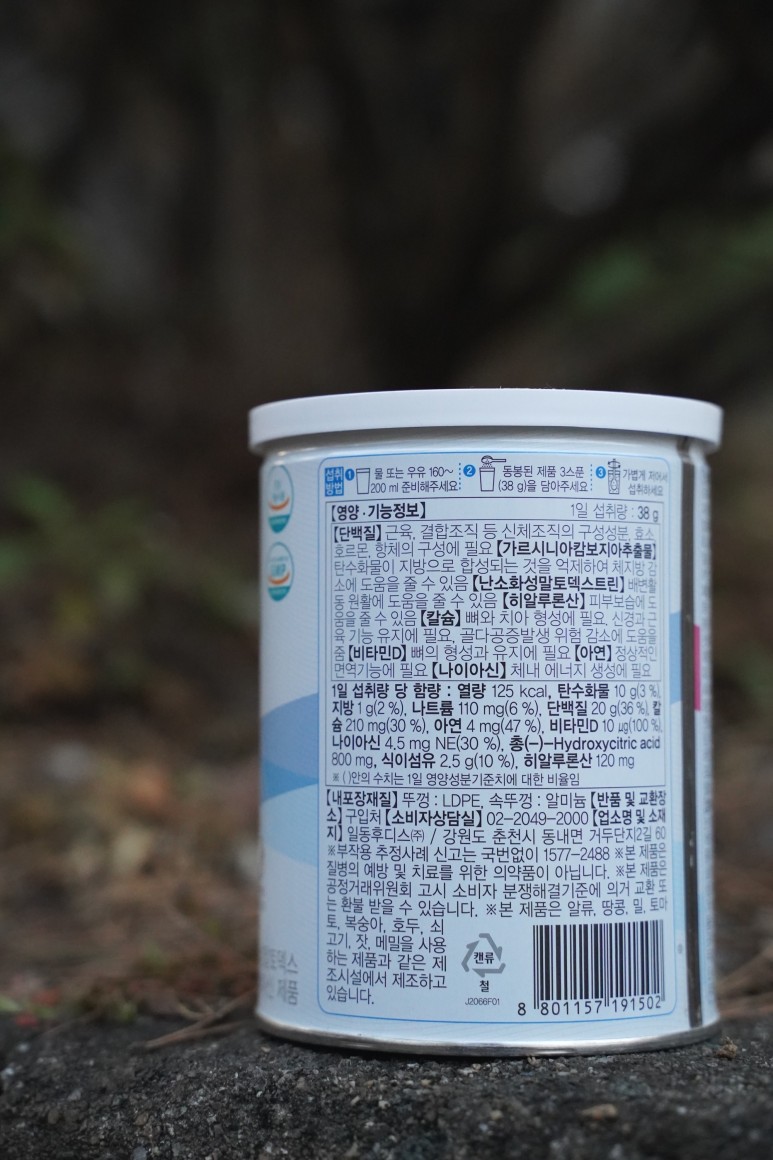 섭취
방법
1 물 또는 우유 160~
200 ml 준비해주세요
2 동봉된 제품 3스푼
(38 g)을 담아주세요
3 가볍게 저어서
섭취하세요
【영양·기능정보】 1일 섭취량 : 38 g
【단백질】 근육, 결합조직 등 신체조직의 구성성분, 효소,
호르몬, 항체의 구성에 필요 【가르시니아캄보지아추출물】
탄수화물이 지방으로 합성되는 것을 억제하여 체지방 감
소에 도움을 줄 수 있음 【난소화성말토덱스트린】 배변활
동 원활에 도움을 줄 수 있음 【히알루론산】 피부보습에 도
움을 줄 수 있음 【칼슘】 뼈와 치아 형성에 필요, 신경과 근
육 기능 유지에 필요, 골다공증발생 위험 감소에 도움을
줌 【비타민D】 뼈의 형성과 유지에 필요 【아연】 정상적인
면역기능에 필요 【나이아신】 체내 에너지 생성에 필요
1일 섭취량 당 함량 : 열량 125 kcal, 탄수화물 10 g(3 %),
지방 1 g(2 %), 나트륨 110 mg(6 %), 단백질 20 g(36 %), 칼
슘 210 mg(30 %), 아연 4 mg(47 %), 비타민D 10 µg(100 %),
나이아신 4.5 mg NE(30 %), 총(-)-Hydroxycitric acid
800 mg, 식이섬유 2.5 g(10 %), 히알루론산 120 mg
※ ( )안의 수치는 1일 영양성분기준치에 대한 비율임
【내포장재질】 뚜껑 : LDPE, 속뚜껑 : 알미늄 【반품 및 교환장
소】 구입처 【소비자상담실】 02-2049-2000 【업소명 및 소재
지】 일동후디스㈜ / 강원도 춘천시 동내면 거두단지2길 60
※부작용 추정사례 신고는 국번없이 1577-2488 ※본 제품은
질병의 예방 및 치료를 위한 의약품이 아닙니다. ※본 제품은
공정거래위원회 고시 소비자 분쟁해결기준에 의거 교환 또
는 환불 받을 수 있습니다. ※본 제품은 알류, 땅콩, 밀, 토마
토, 복숭아, 호두, 쇠
고기, 잣, 메밀을 사용
하는 제품과 같은 제
조시설에서 제조하고
있습니다.
캔류
철
J2066F01
8 801157 191502
제품